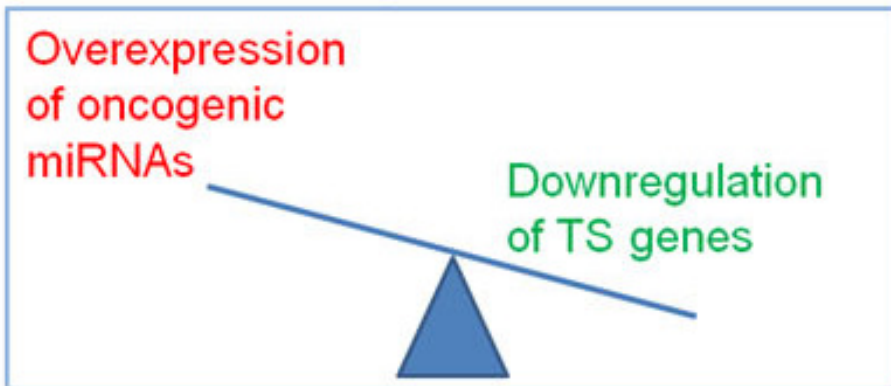 Overexpression
of oncogenic
miRNAs
Downregulation
of TS genes